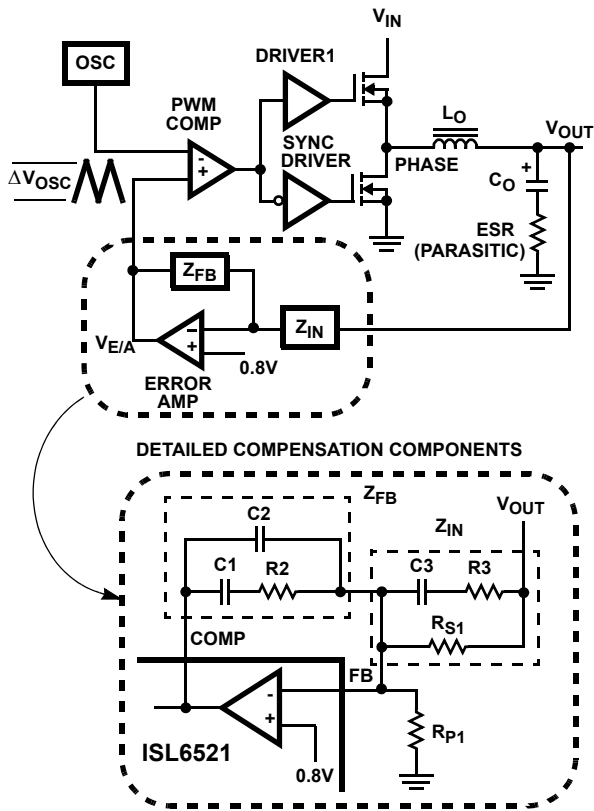 V_IN
DRIVER1
OSC
PWM
COMP
L_O
V_OUT
SYNC
DRIVER
PHASE
- +
ΔV_OSC
+
C_O
ESR
(PARASITIC)
Z_FB
Z_IN
- +
V_E/A
0.8V
ERROR
AMP
DETAILED COMPENSATION COMPONENTS
Z_FB
V_OUT
C2
Z_IN
C1
R2
C3
R3
R_S1
COMP
FB
- +
R_P1
ISL6521
0.8V